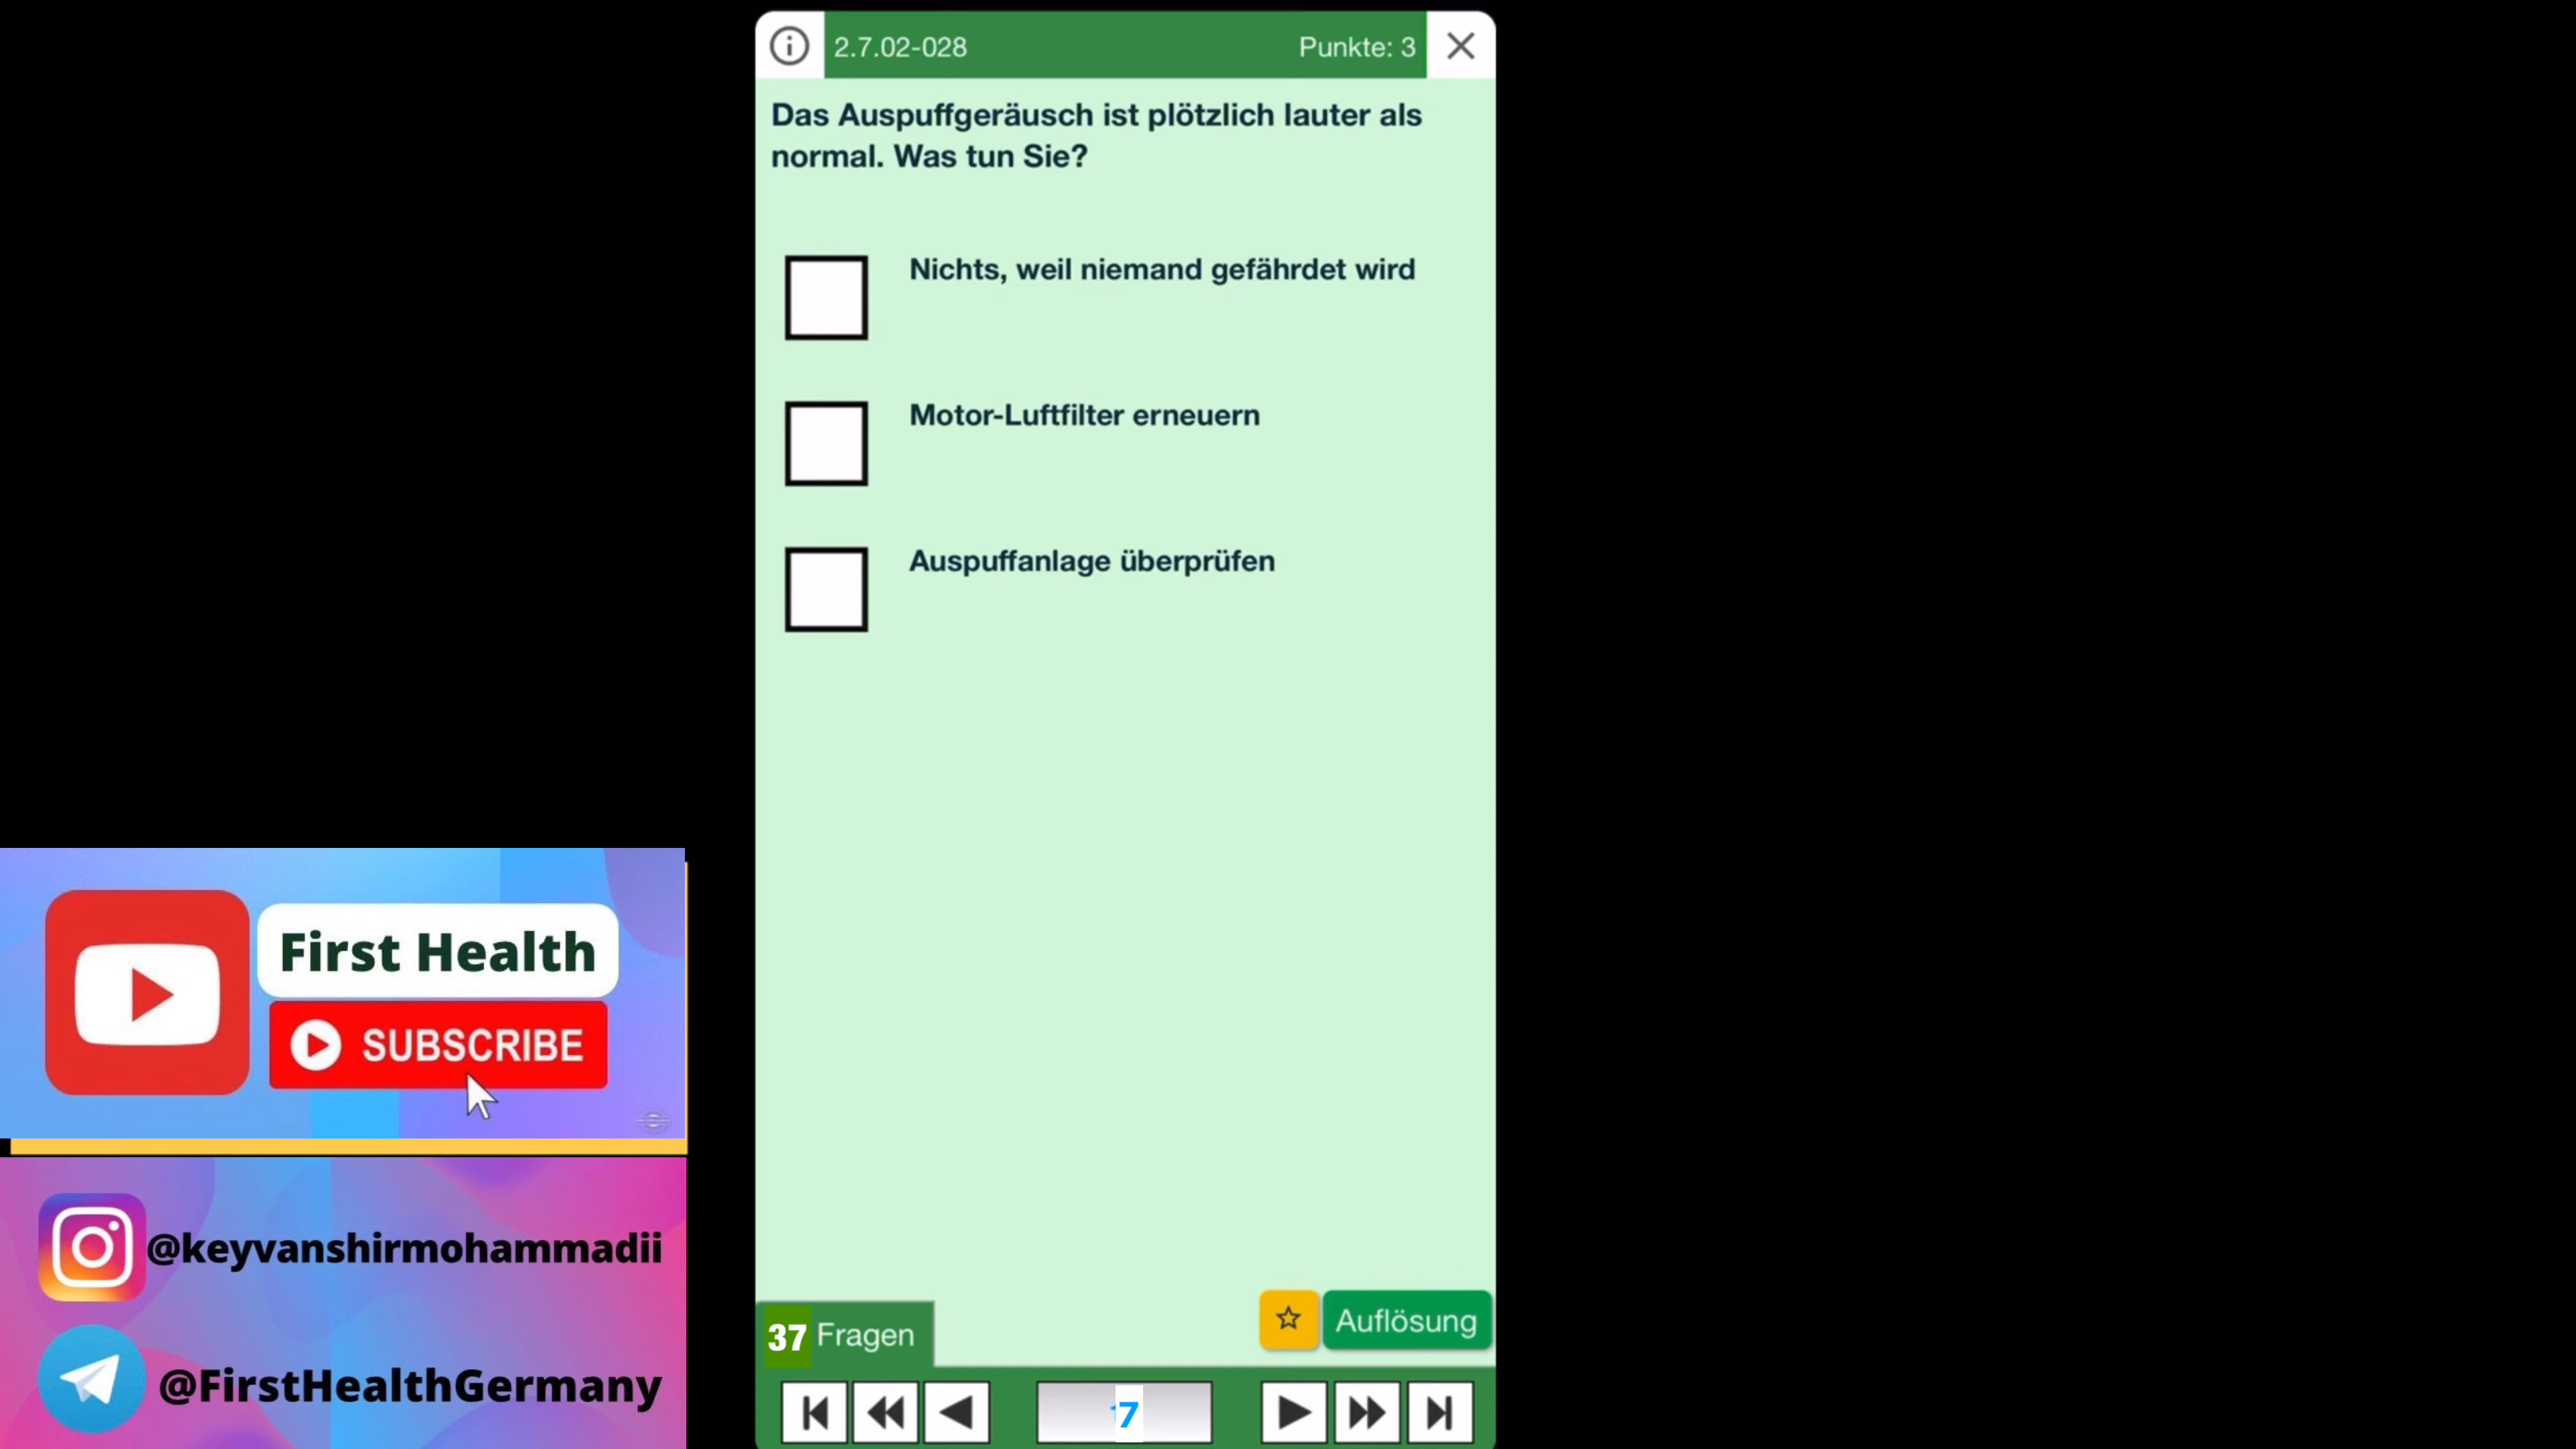 2.7.02-028
Punkte: 3
Das Auspuffgeräusch ist plötzlich lauter als
normal. Was tun Sie?
Nichts, weil niemand gefährdet wird
Motor-Luftfilter erneuern
Auspuffanlage überprüfen
First Health
SUBSCRIBE
@keyvanshirmohammadii
@FirstHealthGermany
37 Fragen
Auflösung
7